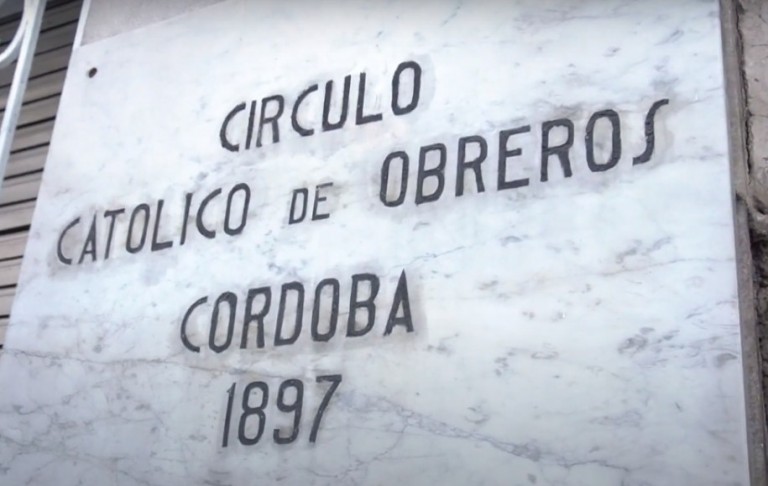 CIRCULO
CATOLICO DE OBREROS
CORDOBA
1897